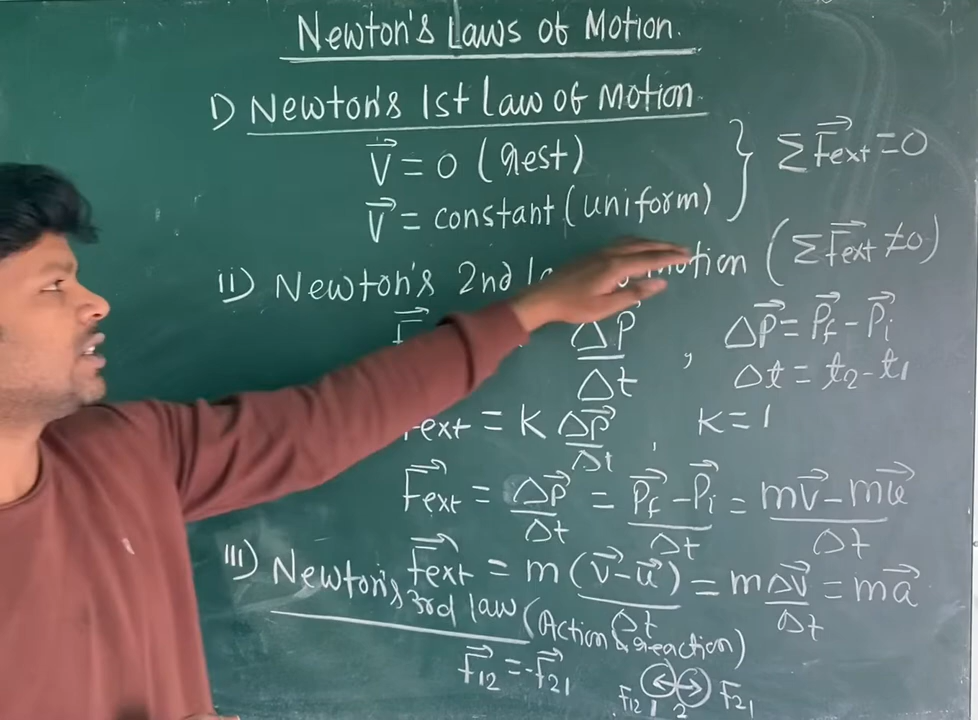 Newton's Laws of Motion.
I) Newton's 1st Law of Motion.
V⃗ = 0 (rest)
V⃗ = constant (uniform) } ΣF⃗ext = 0
II) Newton's 2nd motion (ΣF⃗ext ≠ 0)
F⃗ ΔP⃗/Δt , ΔP⃗ = P⃗f - P⃗i
Δt = t₂ - t₁
Fext = K ΔP⃗/Δt , K = 1
F⃗ext = ΔP⃗/Δt = (P⃗f - P⃗i)/Δt = (mv⃗ - mu⃗)/Δt
F⃗ext = m (v⃗ - u⃗)/Δt = m Δv⃗/Δt = ma⃗
III) Newton's 3rd law (Action & reaction)
F⃗₁₂ = -F⃗₂₁
F₁₂ 1 2 F₂₁